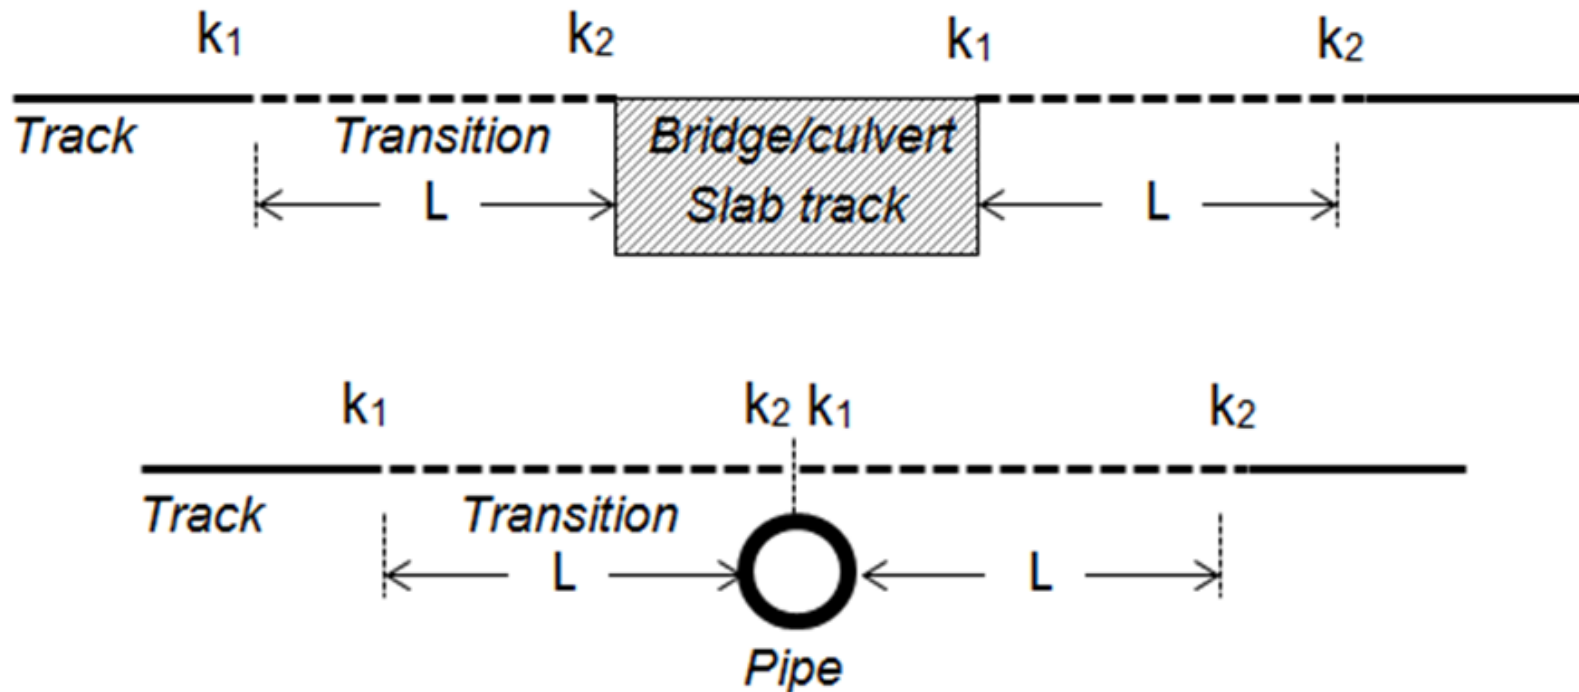 k₁ k₂ k₁ k₂
Track Transition Bridge/culvert
L Slab track L
k₁ k₂ k₁ k₂
Track Transition
L L
Pipe